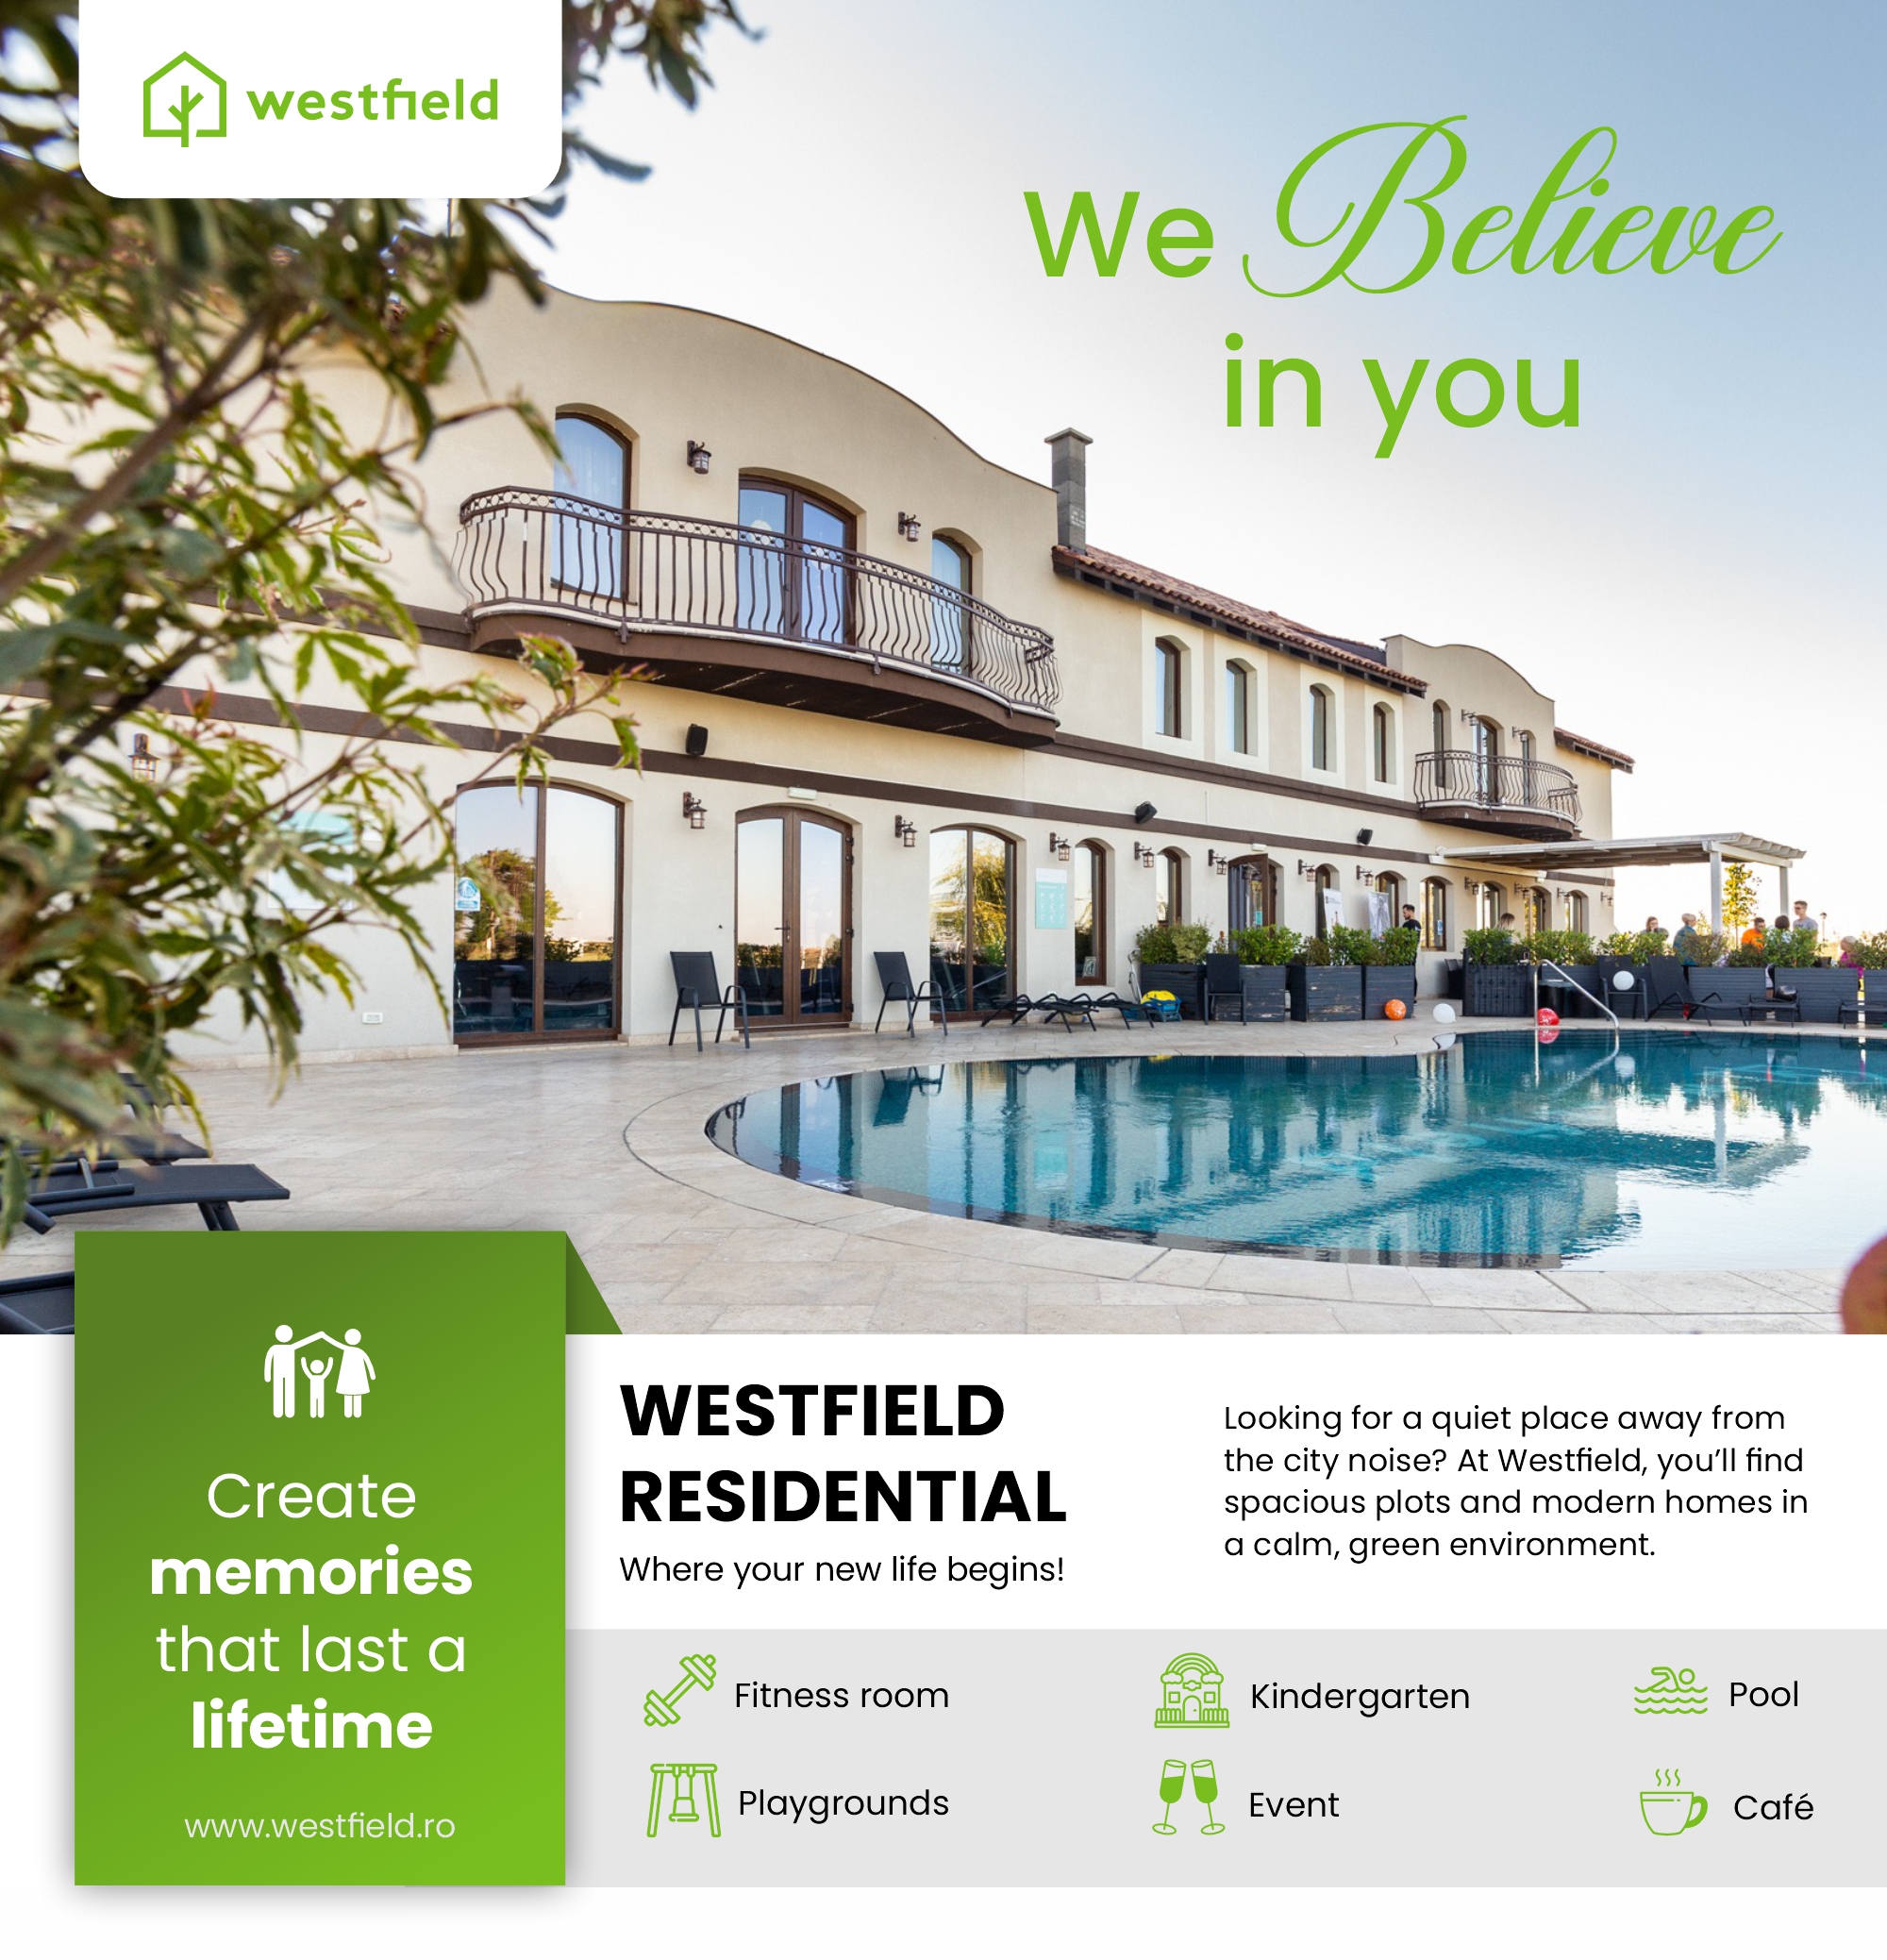 westfield
We Believe
in you
Create
memories
that last a
lifetime
www.westfield.ro
WESTFIELD
RESIDENTIAL
Where your new life begins!
Looking for a quiet place away from
the city noise? At Westfield, you’ll find
spacious plots and modern homes in
a calm, green environment.
Fitness room
Kindergarten
Pool
Playgrounds
Event
Café